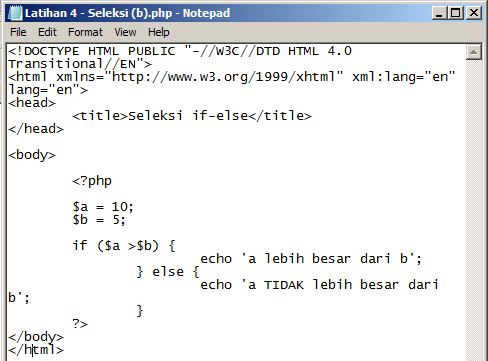 Latihan 4 - Seleksi (b).php - Notepad
File Edit Format View Help
<!DOCTYPE HTML PUBLIC "-//W3C//DTD HTML 4.0
Transitional//EN">
<html xmlns="http://www.w3.org/1999/xhtml" xml:lang="en"
lang="en">
<head>
        <title>Seleksi if-else</title>
</head>
<body>
        <?php
        $a = 10;
        $b = 5;
        if ($a >$b) {
                        echo 'a lebih besar dari b';
                } else {
                        echo 'a TIDAK lebih besar dari
b';
                }
        ?>
</body>
</html>